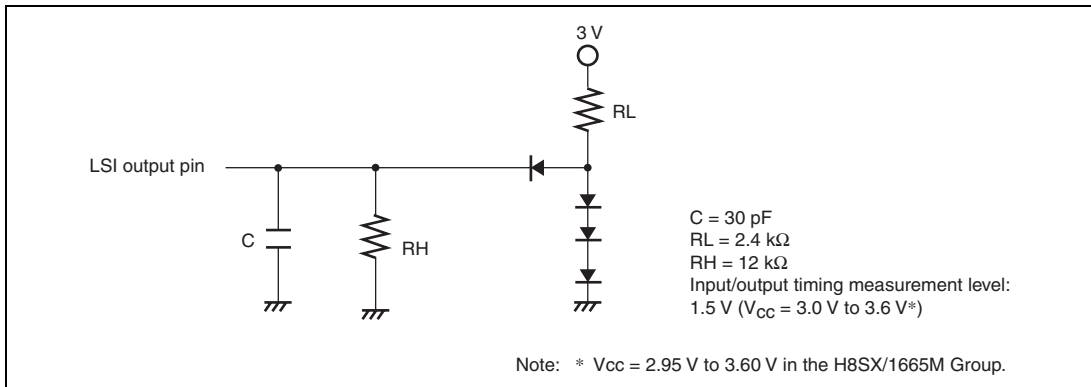 3 V
RL
LSI output pin
C
RH
C = 30 pF
RL = 2.4 kΩ
RH = 12 kΩ
Input/output timing measurement level:
1.5 V (VCC = 3.0 V to 3.6 V*)
Note: * Vcc = 2.95 V to 3.60 V in the H8SX/1665M Group.